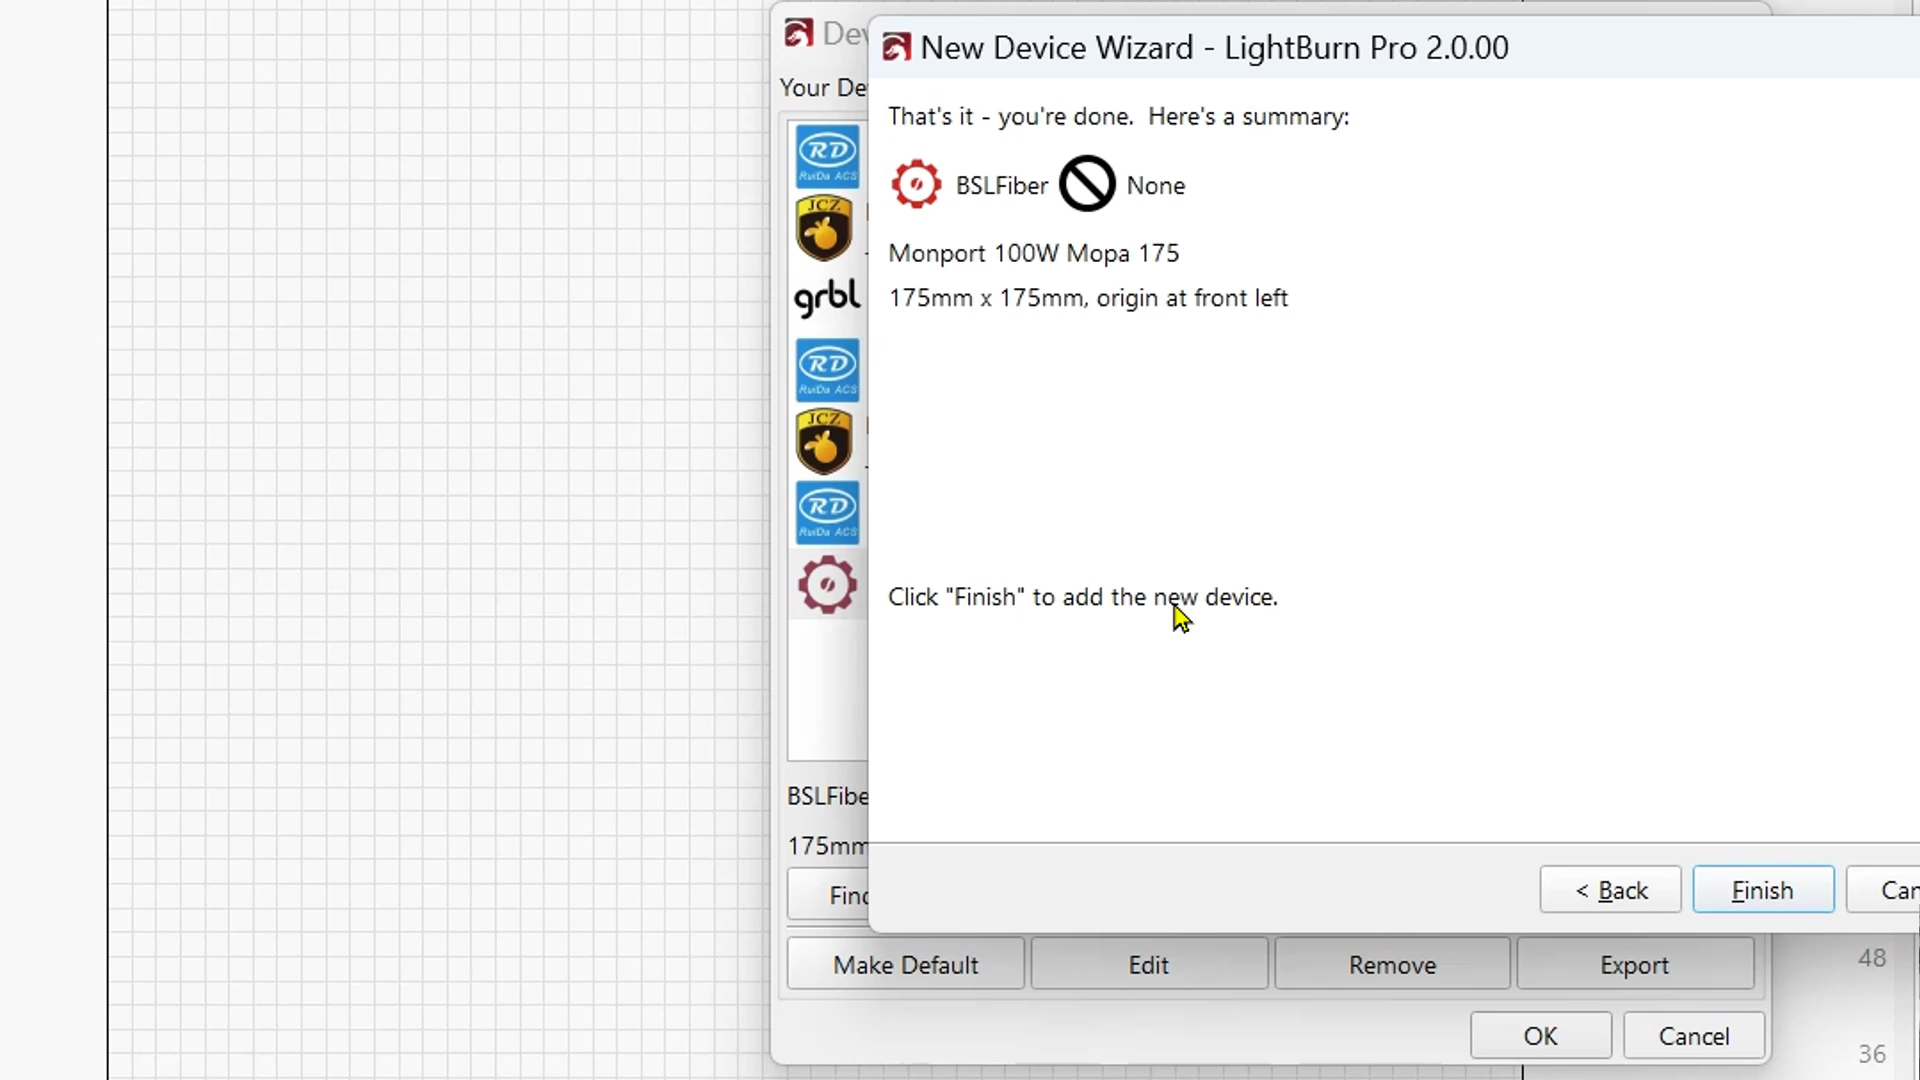 New Device Wizard - LightBurn Pro 2.0.00
That's it - you're done. Here's a summary:
BSLFiber None
Monport 100W Mopa 175
175mm x 175mm, origin at front left
Click "Finish" to add the new device.
< Back Finish
Your De
RD
RuiDa ACS
JCZ
grbl
RD
RuiDa ACS
JCZ
RD
RuiDa ACS
BSLFibe
175mm
Make Default Edit Remove Export
OK Cancel
48
36